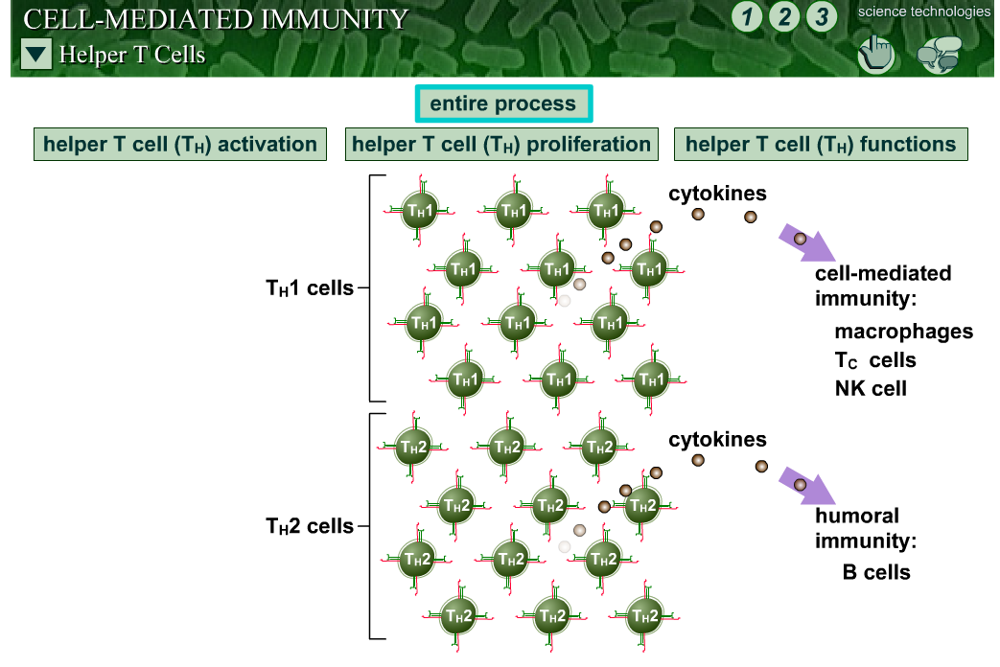 CELL-MEDIATED IMMUNITY
1 2 3
science technologies
Helper T Cells
entire process
helper T cell (TH) activation
helper T cell (TH) proliferation
helper T cell (TH) functions
TH1 TH1 TH1
cytokines
TH1 TH1 TH1
TH1 cells
cell-mediated
immunity:
TH1 TH1 TH1
macrophages
TC cells
TH1 TH1 TH1
NK cell
TH2 TH2 TH2
cytokines
TH2 TH2 TH2
TH2 cells
humoral
immunity:
TH2 TH2 TH2
B cells
TH2 TH2 TH2